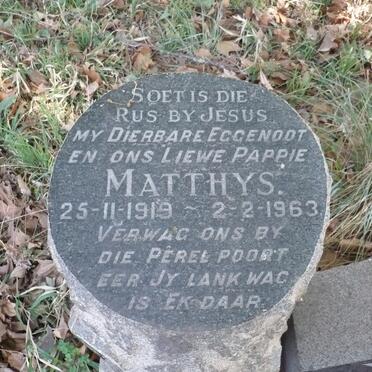 SOET IS DIE
RUS BY JESUS
MY DIERBARE EGGENOOT
EN ONS LIEWE PAPPIE
MATTHYS.
25-11-1919 ~ 2-2-1963
VERWAG ONS BY
DIE PEREL POORT
EER JY LANK WAG
IS EK DAAR